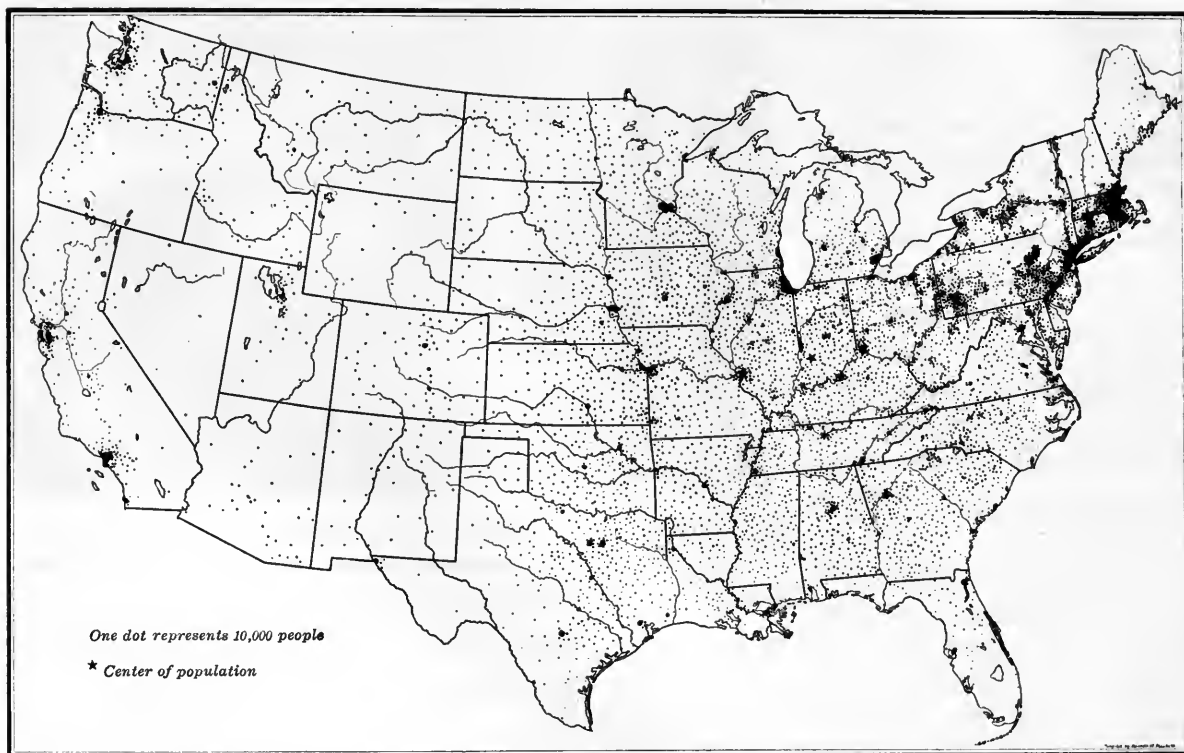 One dot represents 10,000 people
★ Center of population